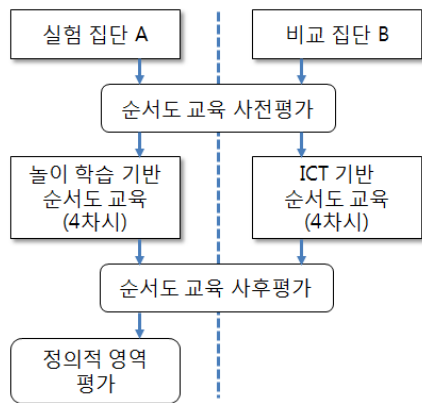 실험 집단 A
비교 집단 B
순서도 교육 사전평가
놀이 학습 기반
순서도 교육
(4차시)
ICT 기반
순서도 교육
(4차시)
순서도 교육 사후평가
정의적 영역
평가